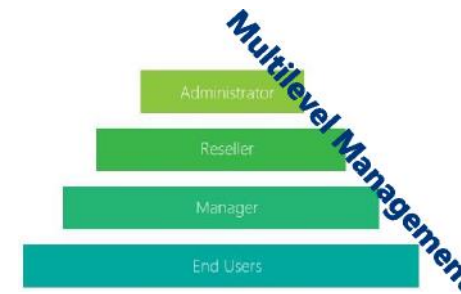 Multilevel Management
Administrator
Reseller
Manager
End Users